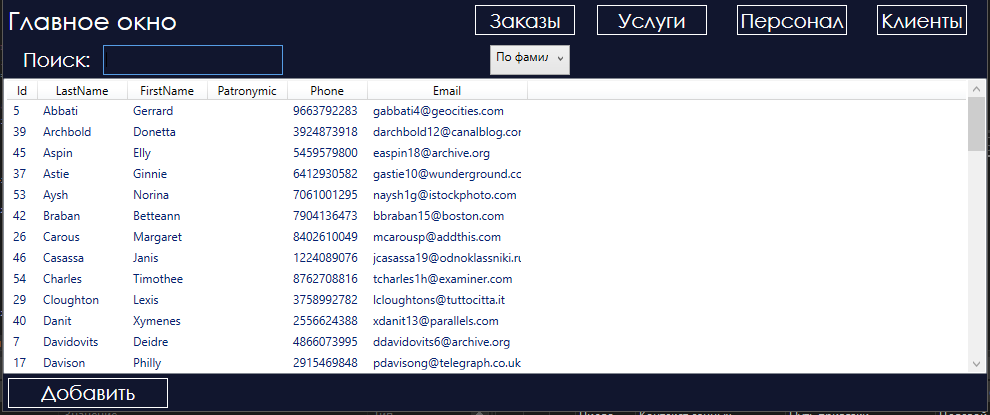 Главное окно Заказы Услуги Персонал Клиенты
Поиск: По фамил
Id LastName FirstName Patronymic Phone Email
5 Abbati Gerrard 9663792283 gabbati4@geocities.com
39 Archbold Donetta 3924873918 darchbold12@canalblog.cor
45 Aspin Elly 5459579800 easpin18@archive.org
37 Astie Ginnie 6412930582 gastie10@wunderground.cc
53 Aysh Norina 7061001295 naysh1g@istockphoto.com
42 Braban Betteann 7904136473 bbraban15@boston.com
26 Carous Margaret 8402610049 mcarousp@addthis.com
46 Casassa Janis 1224089076 jcasassa19@odnoklassniki.ru
54 Charles Timothee 8762708816 tcharles1h@examiner.com
29 Cloughton Lexis 3758992782 lcloughtons@tuttocitta.it
40 Danit Xymenes 2556624388 xdanit13@parallels.com
7 Davidovits Deidre 4866073995 ddavidovits6@archive.org
17 Davison Philly 2915469848 pdavisong@telegraph.co.uk
Добавить